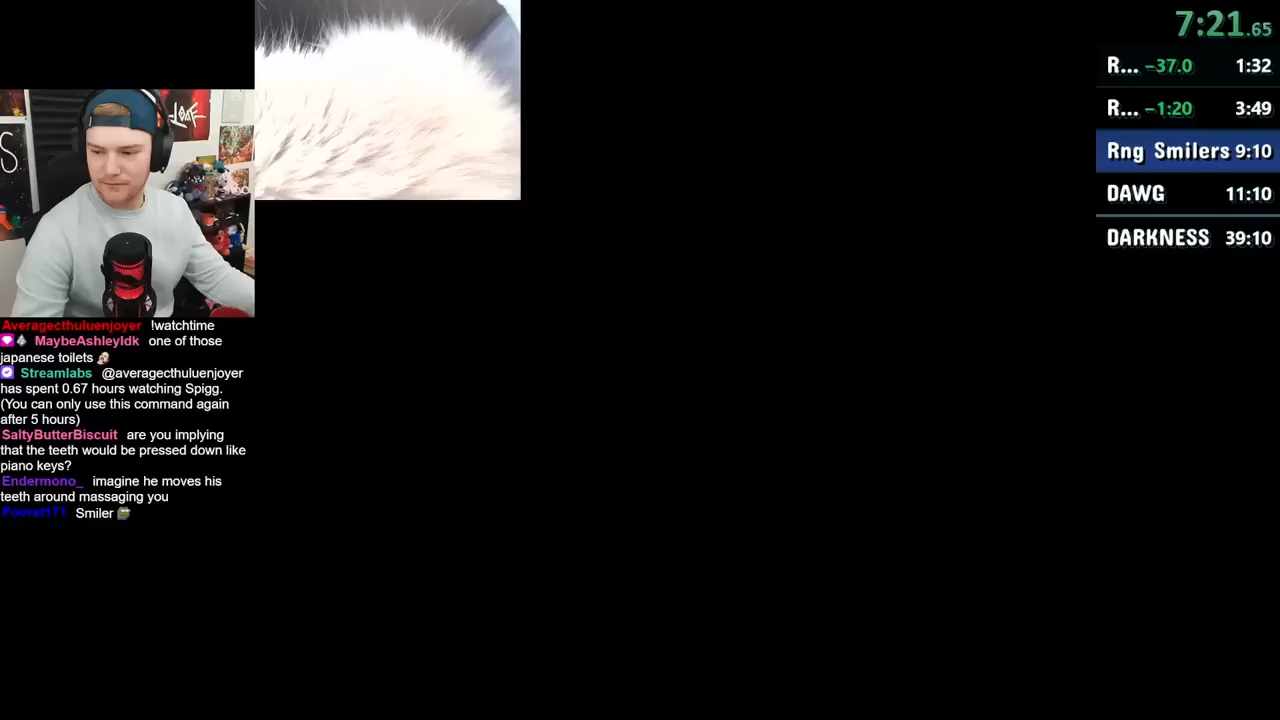 7:21.65
R... −37.0 1:32
R... −1:20 3:49
Rng Smilers 9:10
DAWG 11:10
DARKNESS 39:10
S
Averagecthuluenjoyer !watchtime
MaybeAshleyIdk one of those
japanese toilets
Streamlabs @averagecthuluenjoyer
has spent 0.67 hours watching Spigg.
(You can only use this command again
after 5 hours)
SaltyButterBiscuit are you implying
that the teeth would be pressed down like
piano keys?
Endermono_ imagine he moves his
teeth around massaging you
Smiler